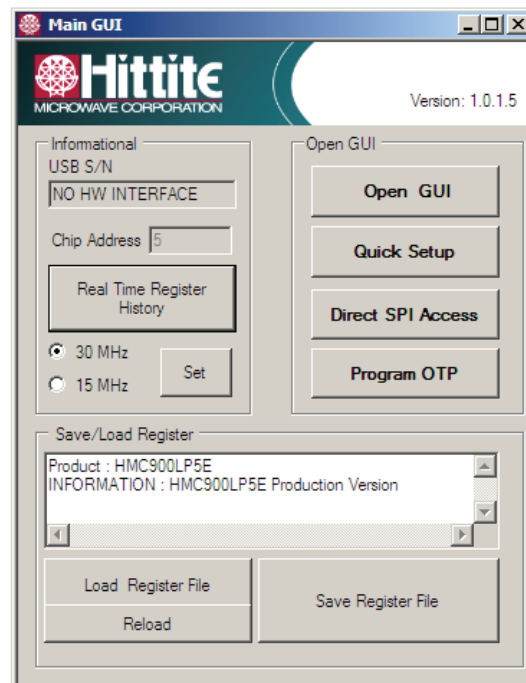 Main GUI
Hittite
MICROWAVE CORPORATION
Version: 1.0.1.5
Informational
USB S/N
NO HW INTERFACE
Chip Address 5
Real Time Register
History
30 MHz
15 MHz
Set
Open GUI
Open GUI
Quick Setup
Direct SPI Access
Program OTP
Save/Load Register
Product : HMC900LP5E
INFORMATION : HMC900LP5E Production Version
Load Register File
Reload
Save Register File